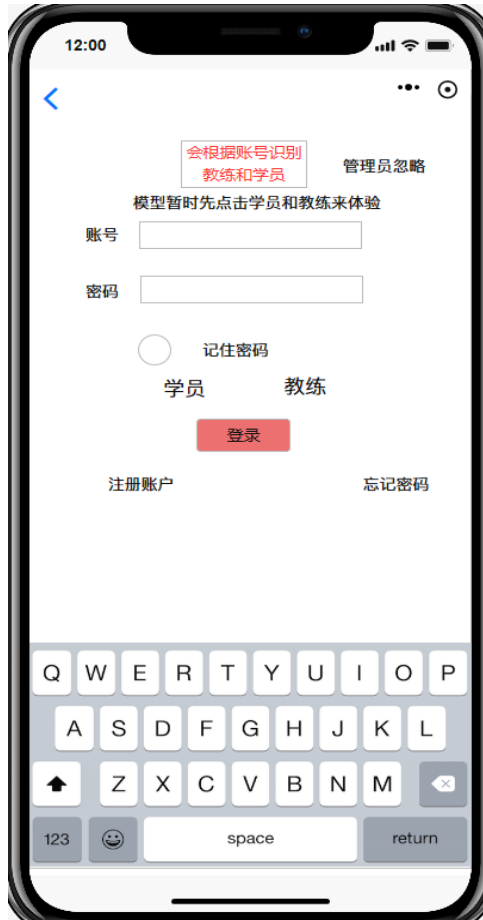 12:00
会根据账号识别
教练和学员
管理员忽略
模型暂时先点击学员和教练来体验
账号
密码
记住密码
学员 教练
登录
注册账户 忘记密码
Q W E R T Y U I O P
A S D F G H J K L
Z X C V B N M
123 space return